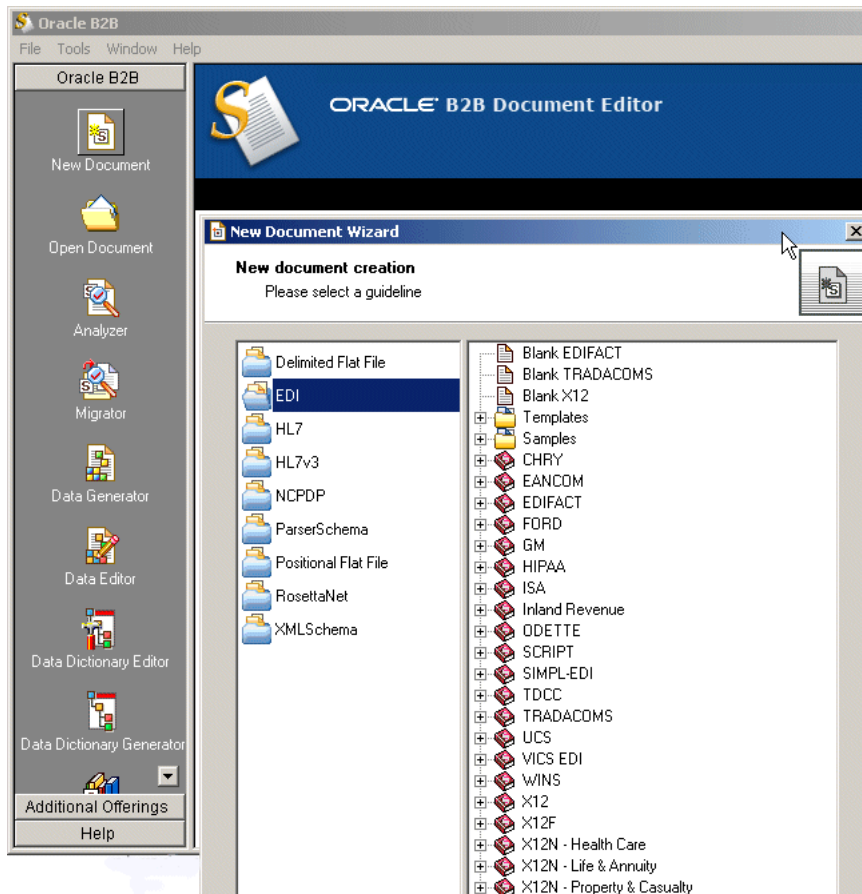 Oracle B2B
File Tools Window Help
Oracle B2B
New Document
Open Document
Analyzer
Migrator
Data Generator
Data Editor
Data Dictionary Editor
Data Dictionary Generator
Additional Offerings
Help
ORACLE B2B Document Editor
New Document Wizard
New document creation
Please select a guideline
Delimited Flat File
EDI
HL7
HL7v3
NCPDP
ParserSchema
Positional Flat File
RosettaNet
XMLSchema
Blank EDIFACT
Blank TRADACOMS
Blank X12
Templates
Samples
CHRY
EANCOM
EDIFACT
FORD
GM
HIPAA
ISA
Inland Revenue
ODETTE
SCRIPT
SIMPL-EDI
TDCC
TRADACOMS
UCS
VICS EDI
WINS
X12
X12F
X12N - Health Care
X12N - Life & Annuity
X12N - Property & Casualty